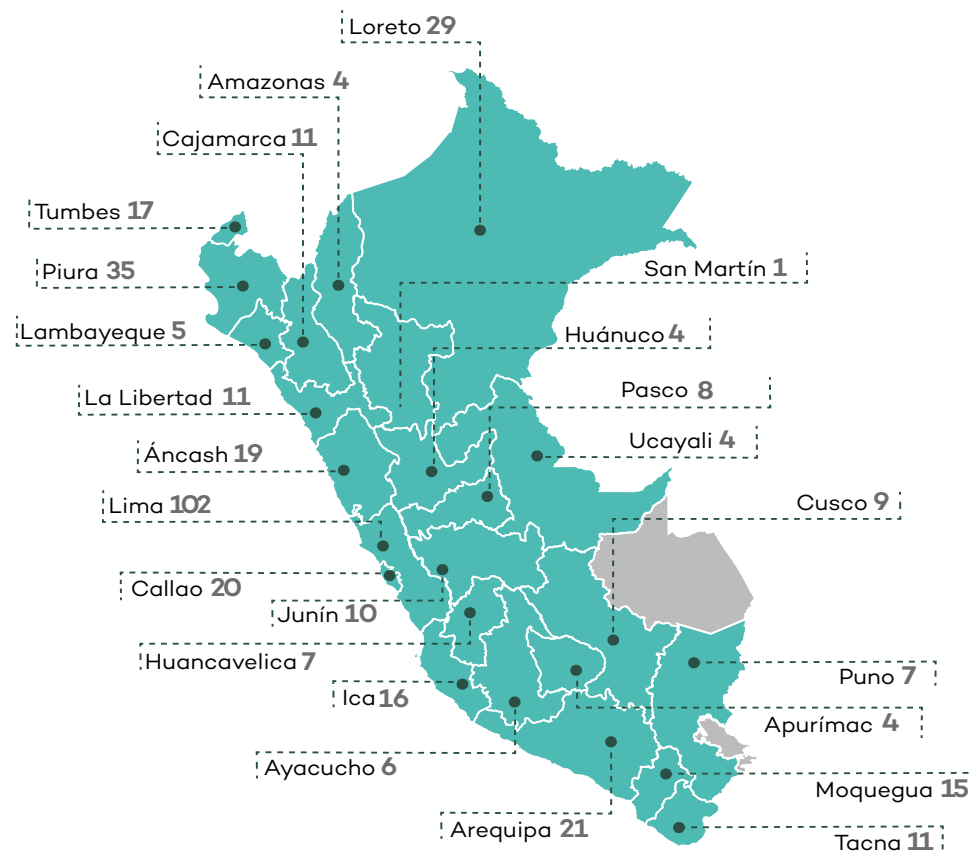 Loreto 29
Amazonas 4
Cajamarca 11
Tumbes 17
Piura 35
San Martín 1
Lambayeque 5
Huánuco 4
La Libertad 11
Pasco 8
Áncash 19
Ucayali 4
Lima 102
Cusco 9
Callao 20
Junín 10
Huancavelica 7
Puno 7
Ica 16
Apurímac 4
Ayacucho 6
Moquegua 15
Arequipa 21
Tacna 11